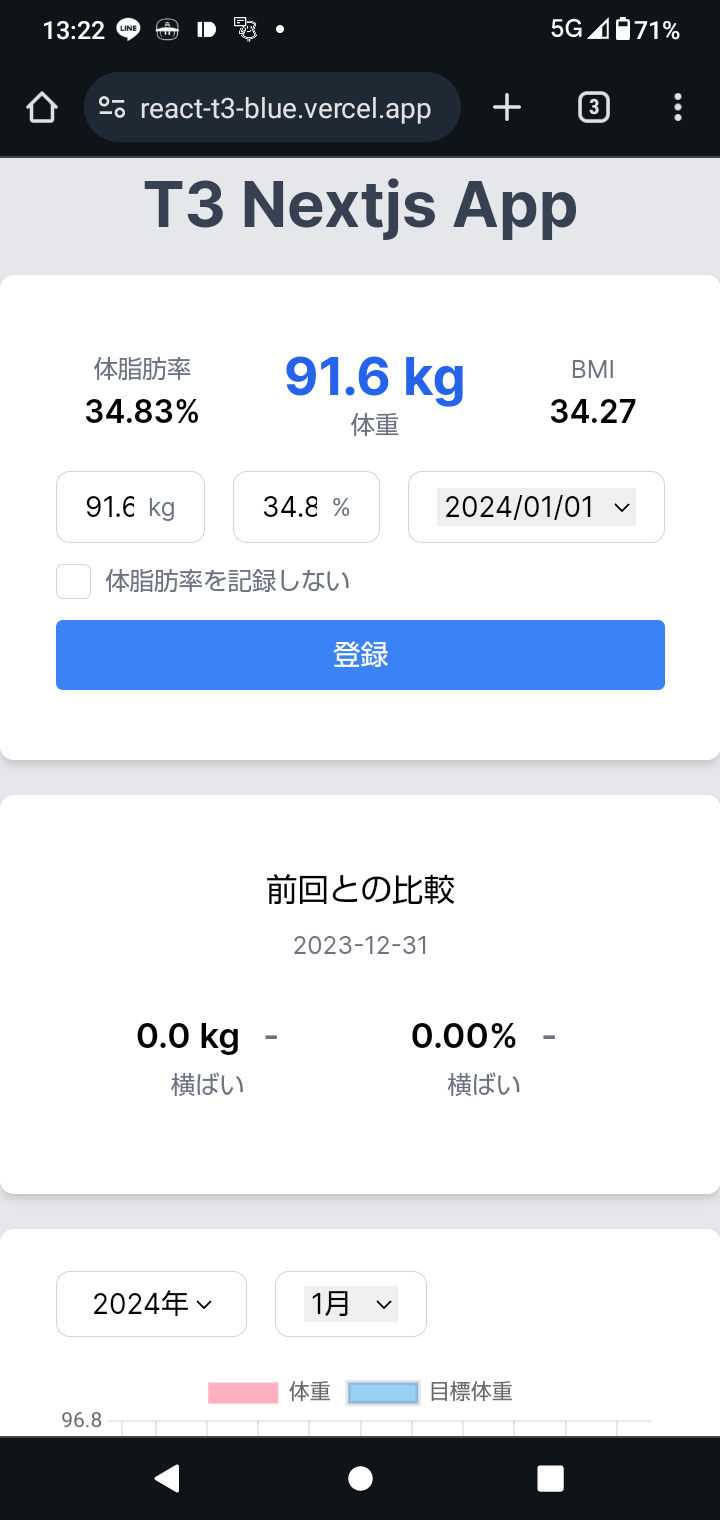 13:22 LINE 5G 71%
react-t3-blue.vercel.app 3
T3 Nextjs App
体脂肪率 91.6 kg BMI
34.83% 体重 34.27
91.6 kg 34.8 % 2024/01/01
体脂肪率を記録しない
登録
前回との比較
2023-12-31
0.0 kg - 0.00% -
横ばい 横ばい
2024年 1月
体重 目標体重
96.8